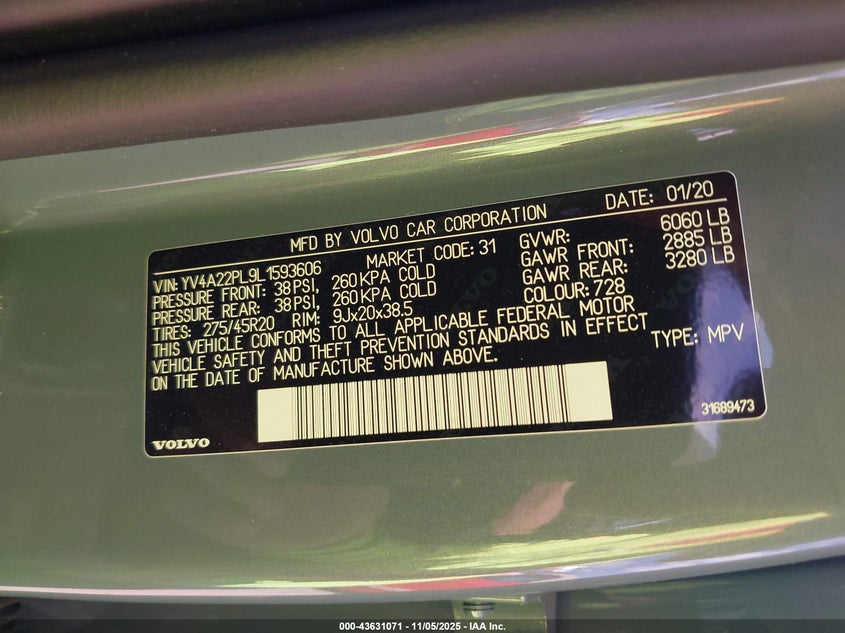 MFD BY VOLVO CAR CORPORATION DATE: 01/20
VIN: YV4A22PL9L1593606 MARKET CODE: 31 GVWR: 6060 LB
PRESSURE FRONT: 38 PSI, 260 KPA COLD GAWR FRONT: 2885 LB
PRESSURE REAR: 38 PSI, 260 KPA COLD GAWR REAR: 3280 LB
TIRES: 275/45R20 RIM: 9Jx20x38.5 COLOUR: 728
THIS VEHICLE CONFORMS TO ALL APPLICABLE FEDERAL MOTOR
VEHICLE SAFETY AND THEFT PREVENTION STANDARDS IN EFFECT
ON THE DATE OF MANUFACTURE SHOWN ABOVE. TYPE: MPV
VOLVO
31689473
000-43631071 - 11/05/2025 - IAA Inc.